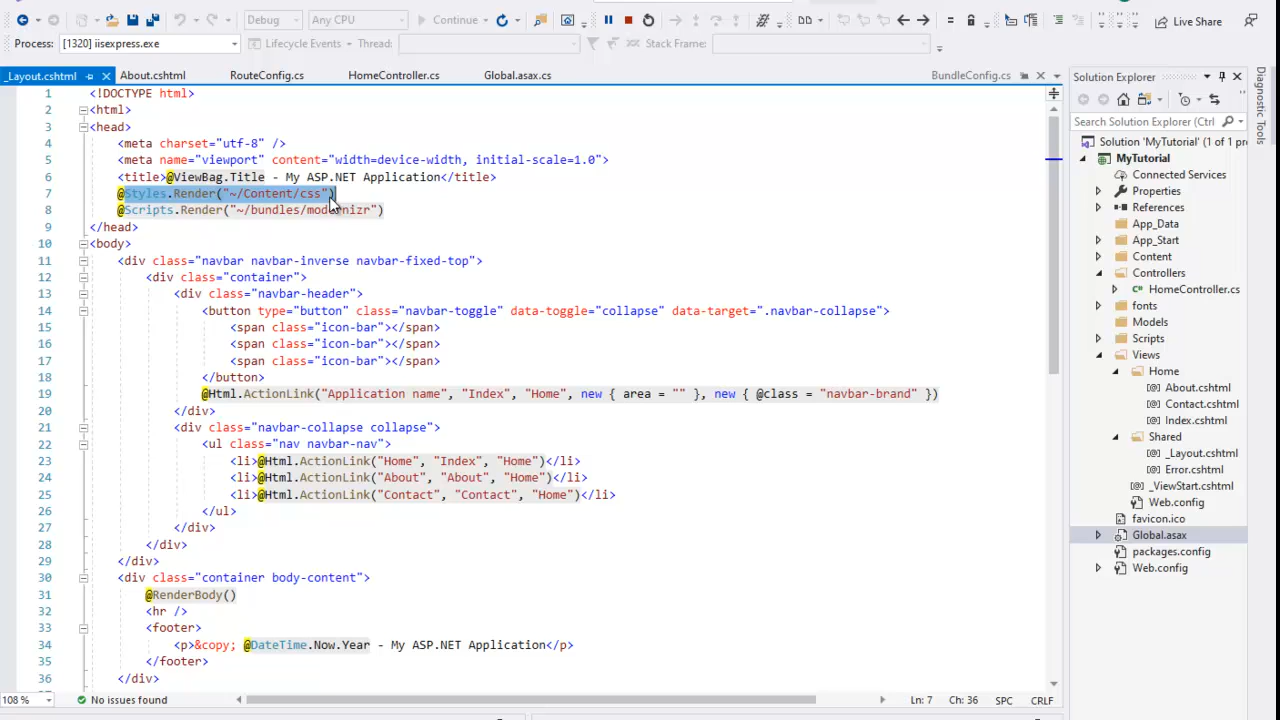 Debug
Any CPU
Continue
Live Share
Process:
[1320] iisexpress.exe
Lifecycle Events
Thread:
Stack Frame:
_Layout.cshtml
About.cshtml
RouteConfig.cs
HomeController.cs
Global.asax.cs
BundleConfig.cs
1 <!DOCTYPE html>
2 <html>
3 <head>
4 <meta charset="utf-8" />
5 <meta name="viewport" content="width=device-width, initial-scale=1.0">
6 <title>@ViewBag.Title - My ASP.NET Application</title>
7 @Styles.Render("~/Content/css")
8 @Scripts.Render("~/bundles/modernizr")
9 </head>
10 <body>
11 <div class="navbar navbar-inverse navbar-fixed-top">
12 <div class="container">
13 <div class="navbar-header">
14 <button type="button" class="navbar-toggle" data-toggle="collapse" data-target=".navbar-collapse">
15 <span class="icon-bar"></span>
16 <span class="icon-bar"></span>
17 <span class="icon-bar"></span>
18 </button>
19 @Html.ActionLink("Application name", "Index", "Home", new { area = "" }, new { @class = "navbar-brand" })
20 </div>
21 <div class="navbar-collapse collapse">
22 <ul class="nav navbar-nav">
23 <li>@Html.ActionLink("Home", "Index", "Home")</li>
24 <li>@Html.ActionLink("About", "About", "Home")</li>
25 <li>@Html.ActionLink("Contact", "Contact", "Home")</li>
26 </ul>
27 </div>
28 </div>
29 </div>
30 <div class="container body-content">
31 @RenderBody()
32 <hr />
33 <footer>
34 <p>&copy; @DateTime.Now.Year - My ASP.NET Application</p>
35 </footer>
36 </div>
108 %
No issues found
Ln: 7
Ch: 36
SPC
CRLF
Solution Explorer
Search Solution Explorer (Ctrl
Solution 'MyTutorial' (1 of 1 pr
MyTutorial
Connected Services
Properties
References
App_Data
App_Start
Content
Controllers
HomeController.cs
fonts
Models
Scripts
Views
Home
About.cshtml
Contact.cshtml
Index.cshtml
Shared
_Layout.cshtml
Error.cshtml
_ViewStart.cshtml
Web.config
favicon.ico
Global.asax
packages.config
Web.config
Diagnostic Tools